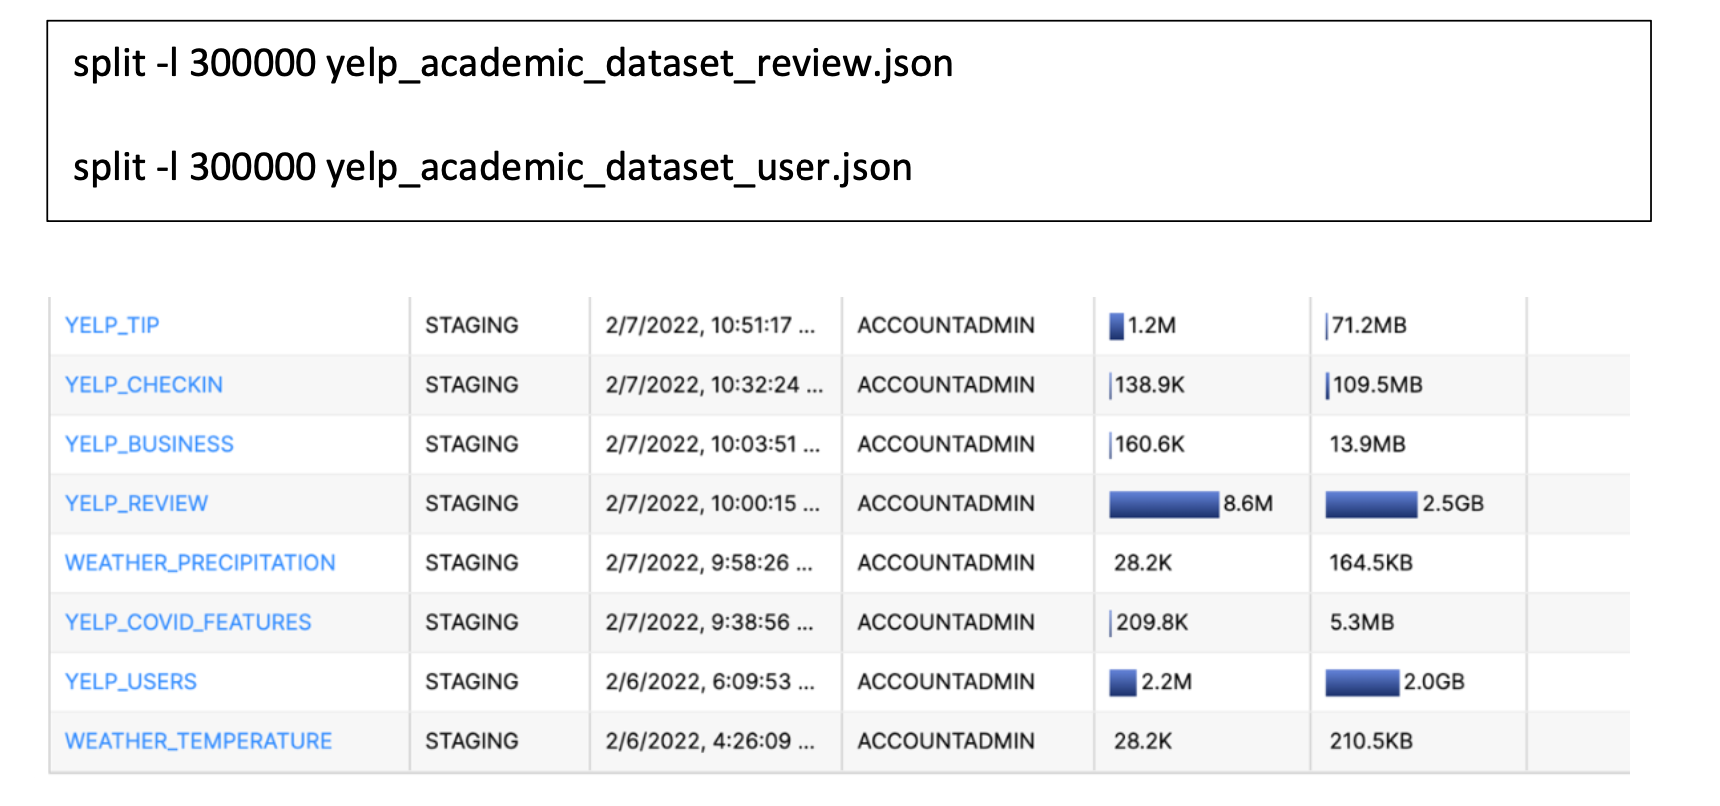 split -l 300000 yelp_academic_dataset_review.json
split -l 300000 yelp_academic_dataset_user.json
YELP_TIP STAGING 2/7/2022, 10:51:17 ... ACCOUNTADMIN 1.2M 71.2MB
YELP_CHECKIN STAGING 2/7/2022, 10:32:24 ... ACCOUNTADMIN 138.9K 109.5MB
YELP_BUSINESS STAGING 2/7/2022, 10:03:51 ... ACCOUNTADMIN 160.6K 13.9MB
YELP_REVIEW STAGING 2/7/2022, 10:00:15 ... ACCOUNTADMIN 8.6M 2.5GB
WEATHER_PRECIPITATION STAGING 2/7/2022, 9:58:26 ... ACCOUNTADMIN 28.2K 164.5KB
YELP_COVID_FEATURES STAGING 2/7/2022, 9:38:56 ... ACCOUNTADMIN 209.8K 5.3MB
YELP_USERS STAGING 2/6/2022, 6:09:53 ... ACCOUNTADMIN 2.2M 2.0GB
WEATHER_TEMPERATURE STAGING 2/6/2022, 4:26:09 ... ACCOUNTADMIN 28.2K 210.5KB